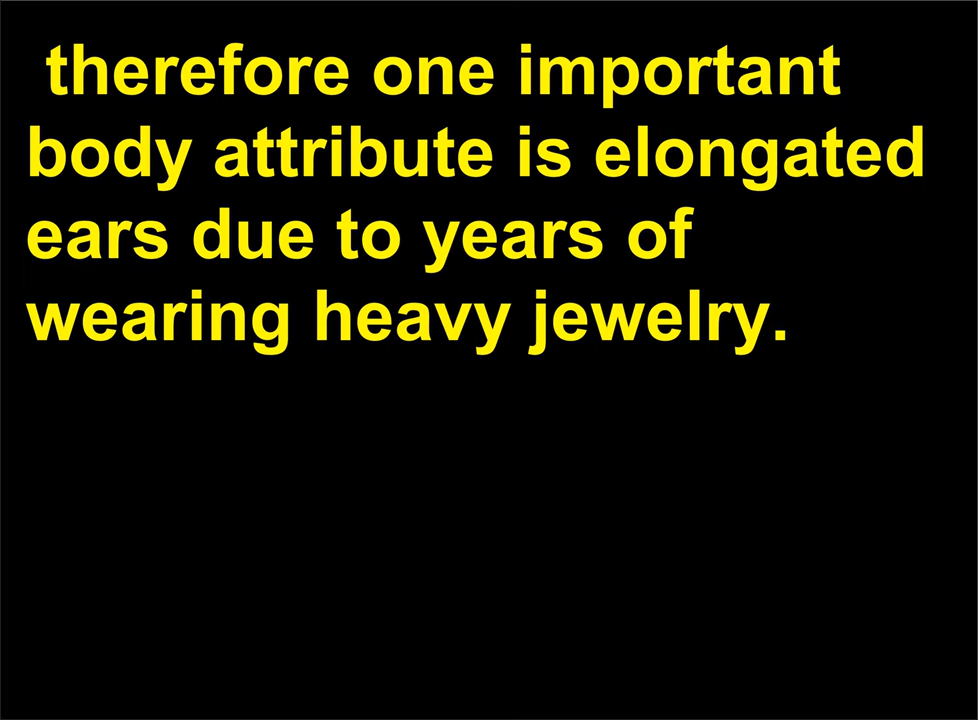 therefore one important
body attribute is elongated
ears due to years of
wearing heavy jewelry.